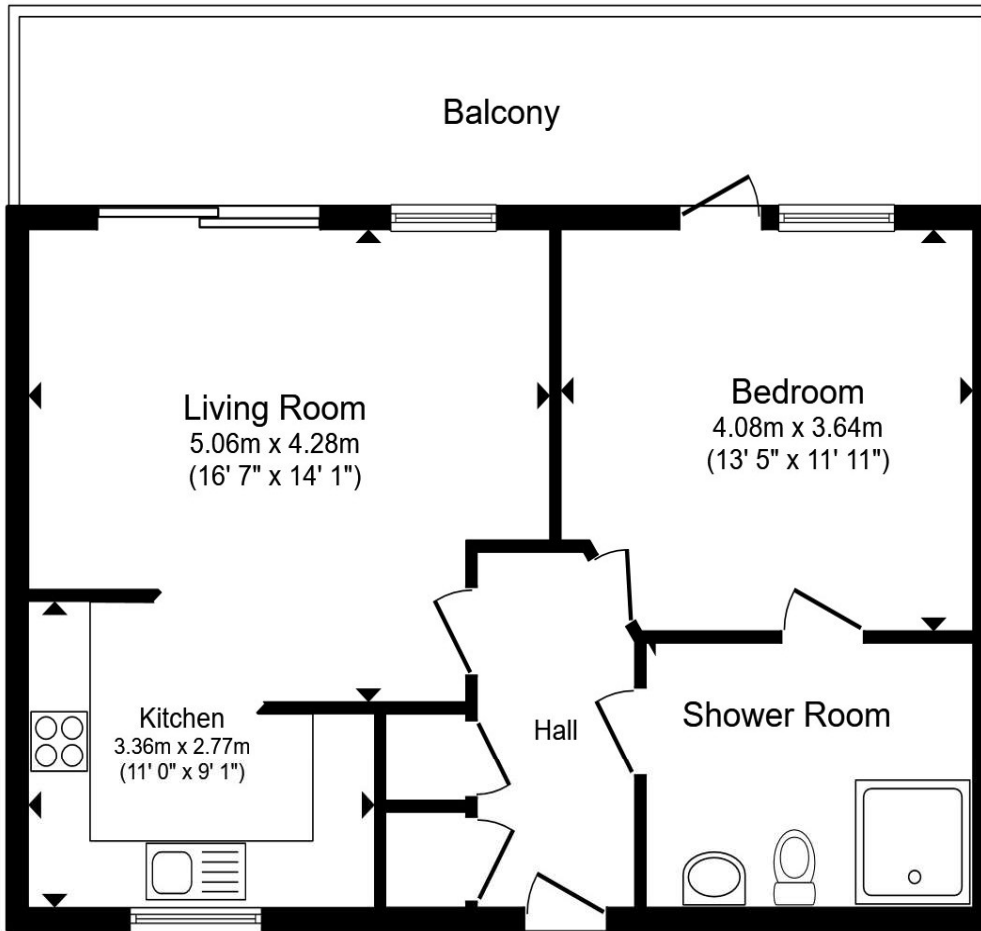 Balcony
Living Room
5.06m x 4.28m
(16' 7" x 14' 1")
Bedroom
4.08m x 3.64m
(13' 5" x 11' 11")
Kitchen
3.36m x 2.77m
(11' 0" x 9' 1")
Hall
Shower Room